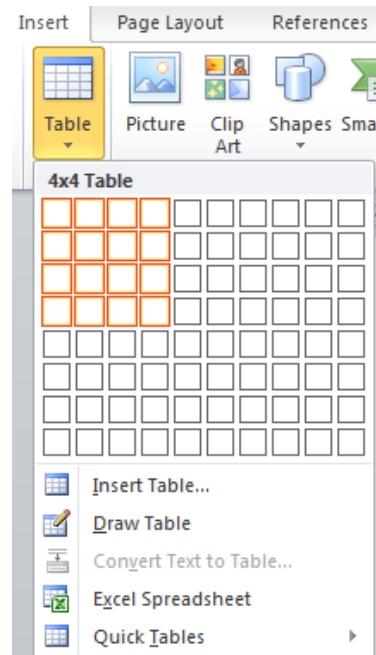 Insert Page Layout References
Table Picture Clip Art Shapes Sma
4x4 Table
Insert Table...
Draw Table
Convert Text to Table...
Excel Spreadsheet
Quick Tables